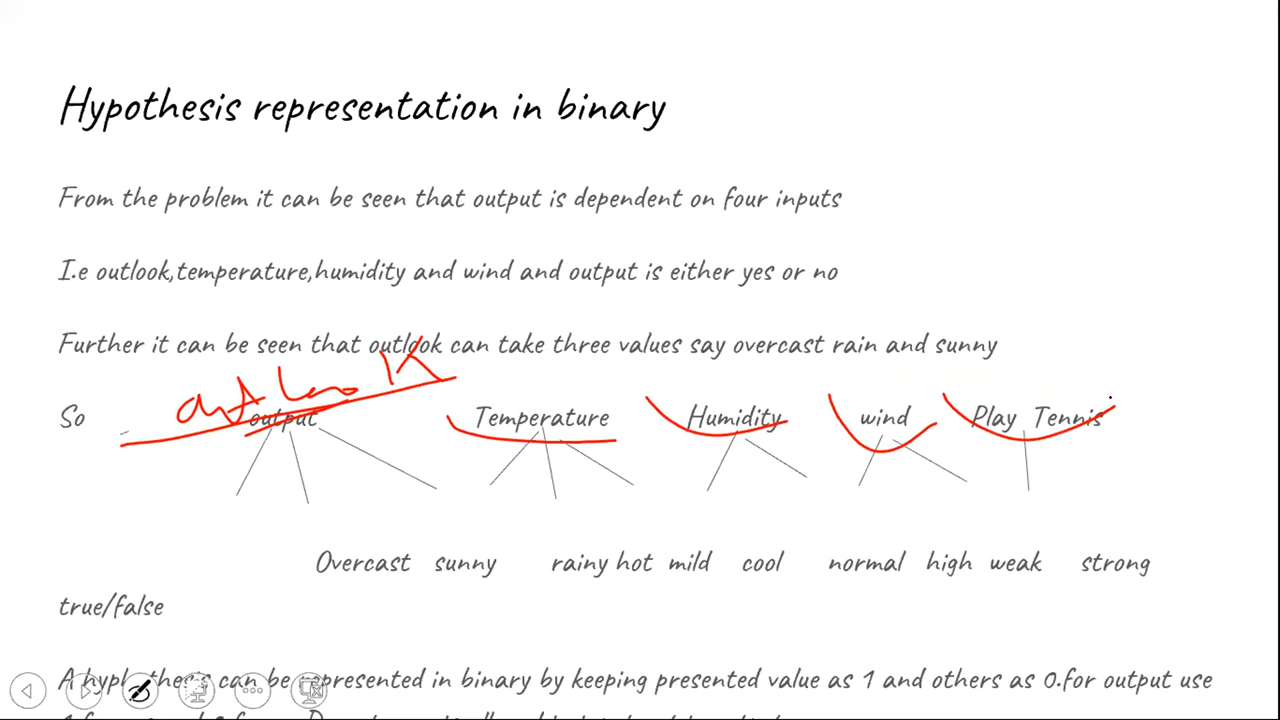 Hypothesis representation in binary
From the problem it can be seen that output is dependent on four inputs
I.e outlook,temperature,humidity and wind and output is either yes or no
Further it can be seen that outlook can take three values say overcast rain and sunny
outlook
So output Temperature Humidity wind Play Tennis
Overcast sunny rainy hot mild cool normal high weak strong
true/false
can be represented in binary by keeping presented value as 1 and others as 0.for output use